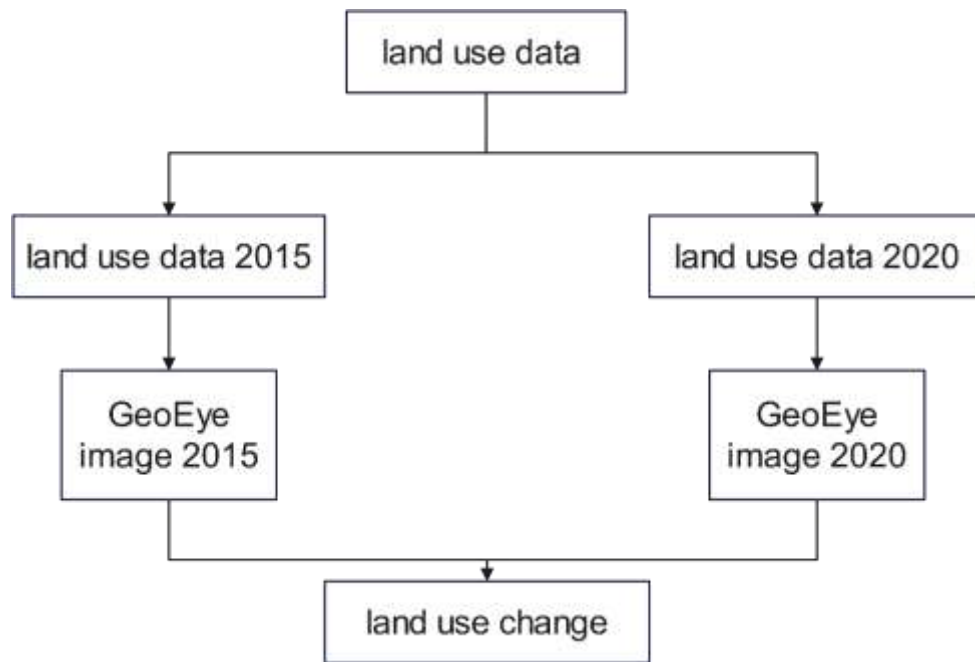 land use data
land use data 2015
land use data 2020
GeoEye
image 2015
GeoEye
image 2020
land use change